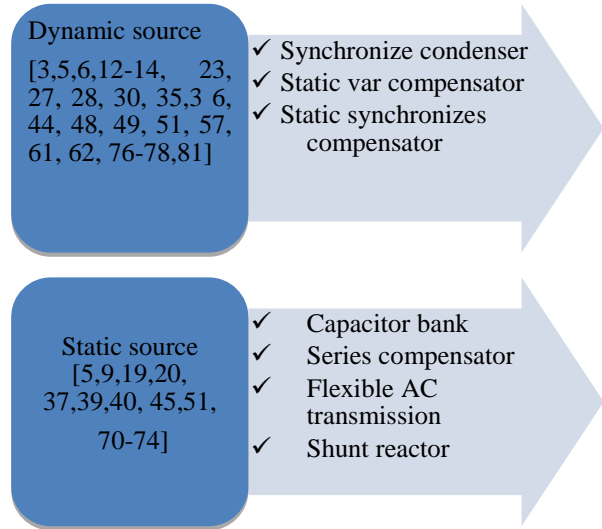 Dynamic source
[3,5,6,12-14, 23,
27, 28, 30, 35,3 6,
44, 48, 49, 51, 57,
61, 62, 76-78,81]
✓ Synchronize condenser
✓ Static var compensator
✓ Static synchronizes
compensator
Static source
[5,9,19,20,
37,39,40, 45,51,
70-74]
✓ Capacitor bank
✓ Series compensator
✓ Flexible AC
transmission
✓ Shunt reactor